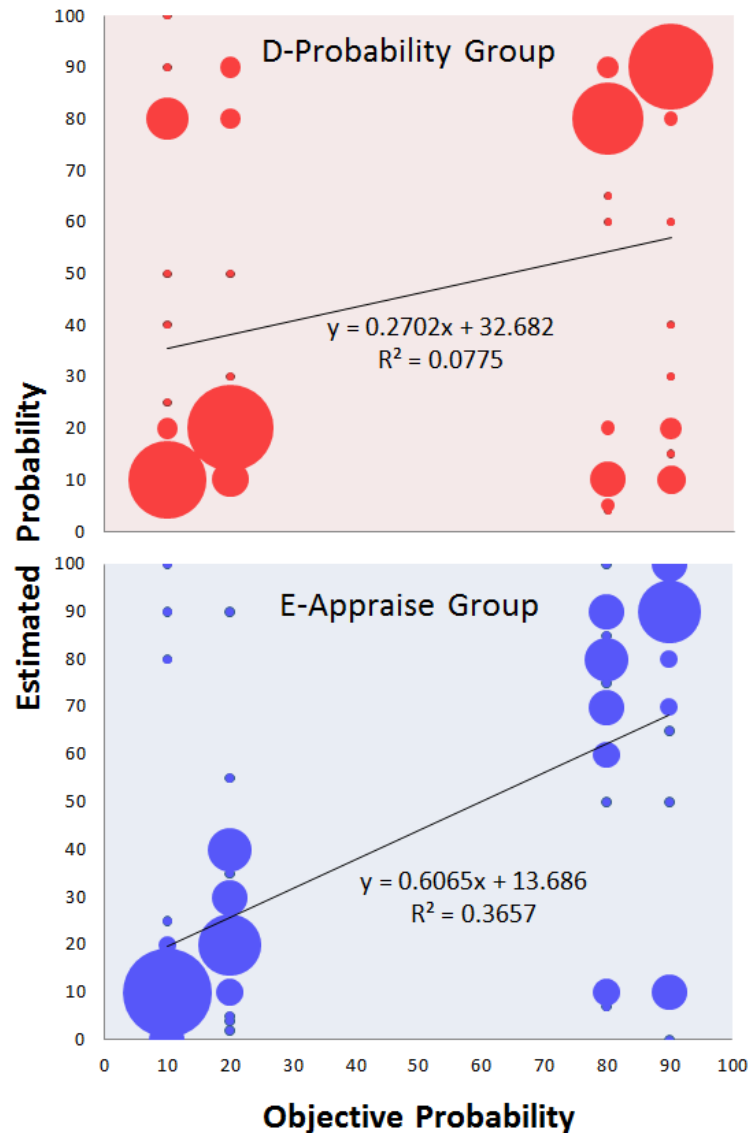 100
D-Probability Group
90
80
70
60
50
y = 0.2702x + 32.682
40
R² = 0.0775
30
20
10
0
Estimated Probability
100
E-Appraise Group
90
80
70
60
50
40
y = 0.6065x + 13.686
30
R² = 0.3657
20
10
0
0 10 20 30 40 50 60 70 80 90 100
Objective Probability